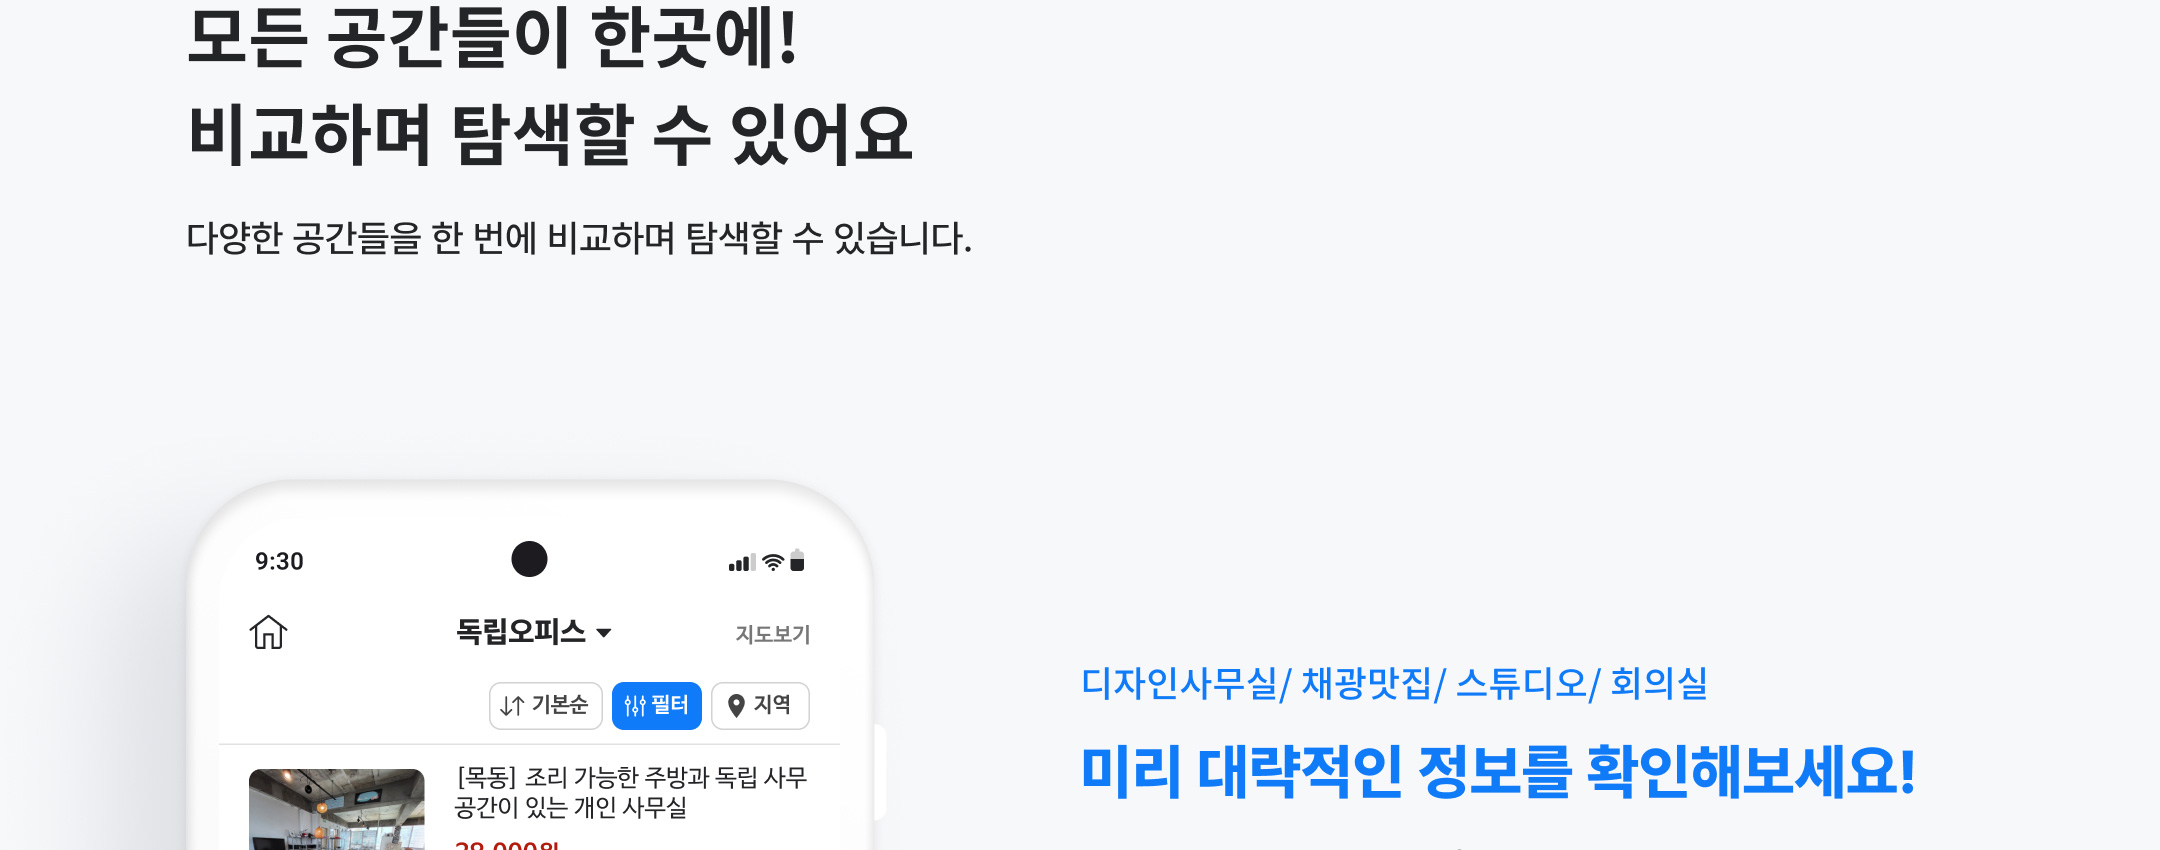 모든 공간들이 한곳에!
비교하며 탐색할 수 있어요
다양한 공간들을 한 번에 비교하며 탐색할 수 있습니다.
9:30
독립오피스
지도보기
기본순 필터 지역
[목동] 조리 가능한 주방과 독립 사무
공간이 있는 개인 사무실
디자인사무실/ 채광맛집/ 스튜디오/ 회의실
미리 대략적인 정보를 확인해보세요!